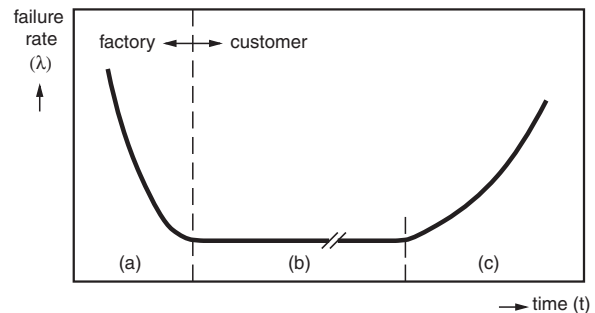 failure
rate
(λ)
factory
customer
(a)
(b)
(c)
time (t)